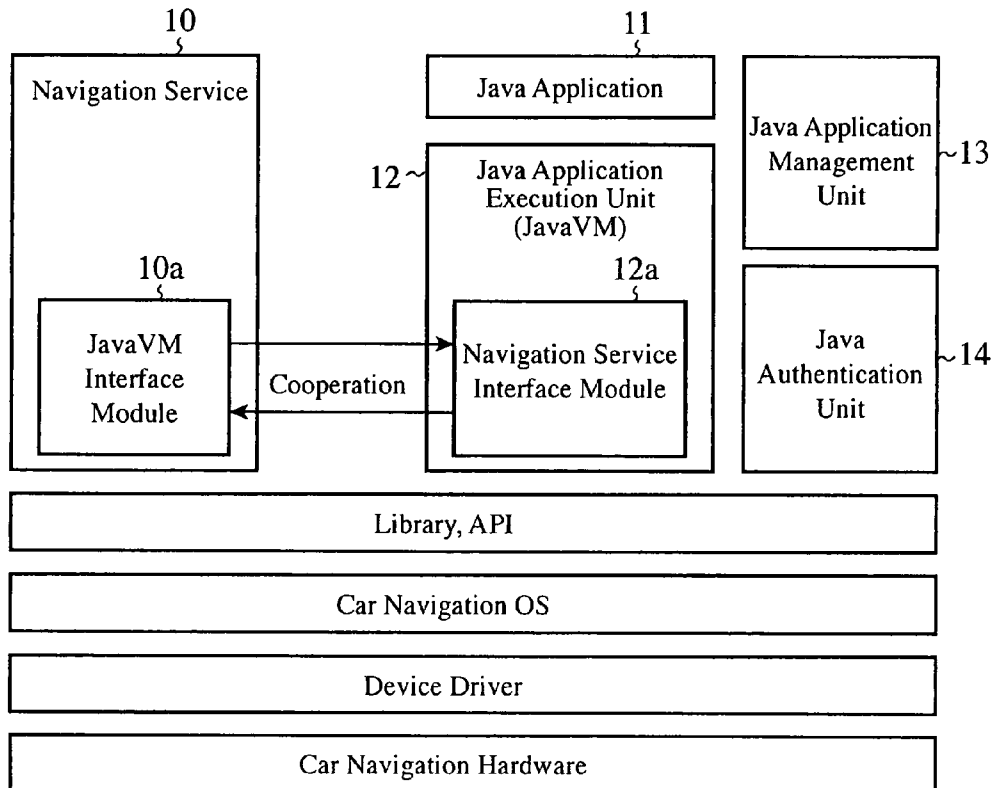 10
Navigation Service
11
Java Application
Java Application
Management
Unit
13
12
Java Application
Execution Unit
(JavaVM)
10a
JavaVM
Interface
Module
Cooperation
12a
Navigation Service
Interface Module
Java
Authentication
Unit
14
Library, API
Car Navigation OS
Device Driver
Car Navigation Hardware